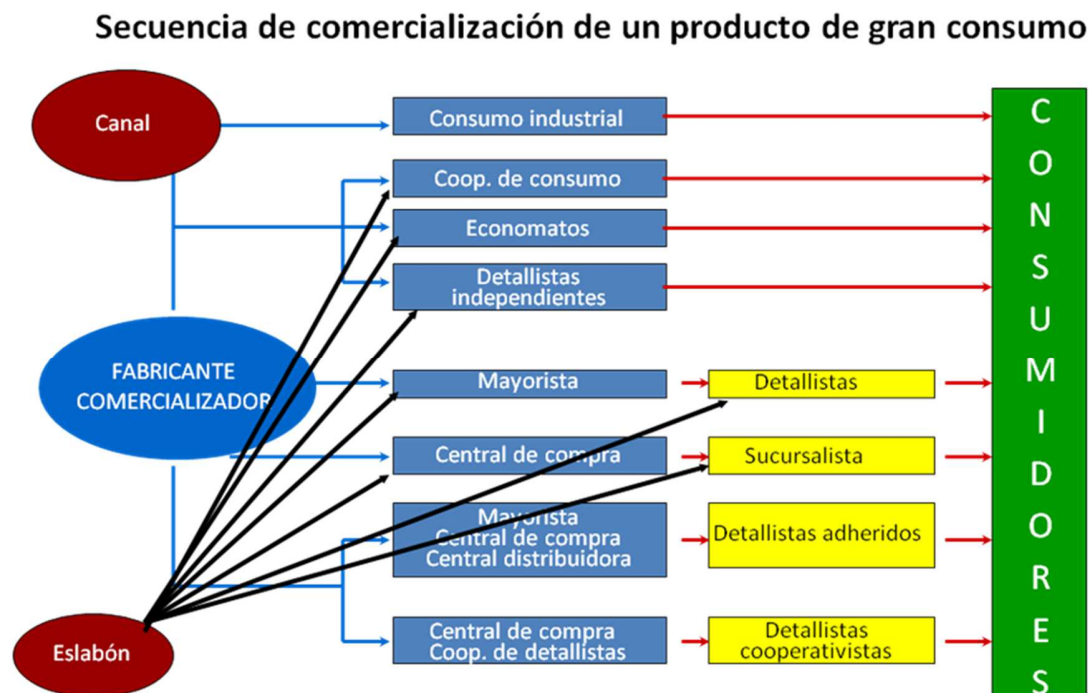 Secuencia de comercialización de un producto de gran consumo
Canal
Consumo industrial
Coop. de consumo
Economatos
Detallistas
independientes
FABRICANTE
COMERCIALIZADOR
Mayorista
Detallistas
Central de compra
Sucursalista
Mayorista
Central de compra
Central distribuidora
Detallistas adheridos
Eslabón
Central de compra
Coop. de detallistas
Detallistas
cooperativistas
C
O
N
S
U
M
I
D
O
R
E
S